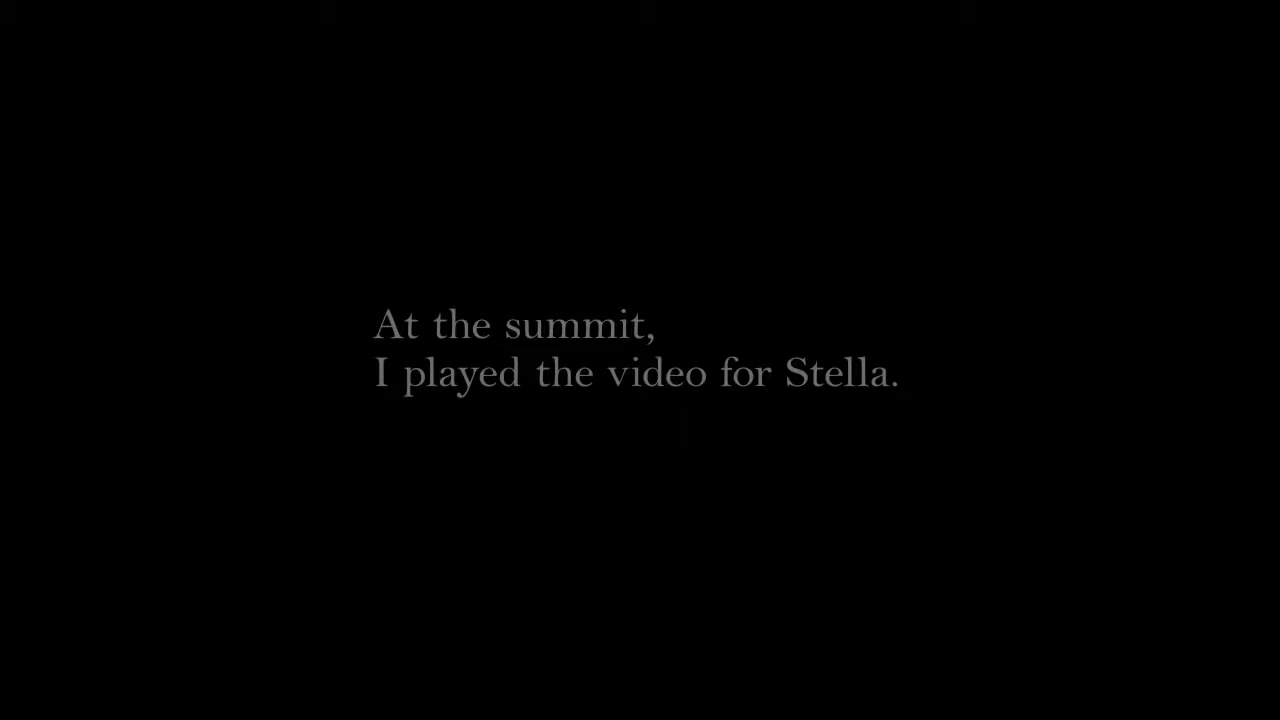 At the summit,
I played the video for Stella.